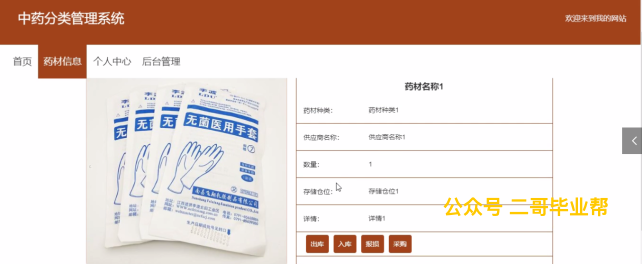 中药分类管理系统
欢迎来到我的网站
首页 药材信息 个人中心 后台管理
药材名称1
药材种类： 药材种类1
供应商名称： 供应商名称1
数量： 1
存储仓位： 存储仓位1
详情： 详情1
出库 入库 报损 采购
无菌医用手套
公众号 二哥毕业帮